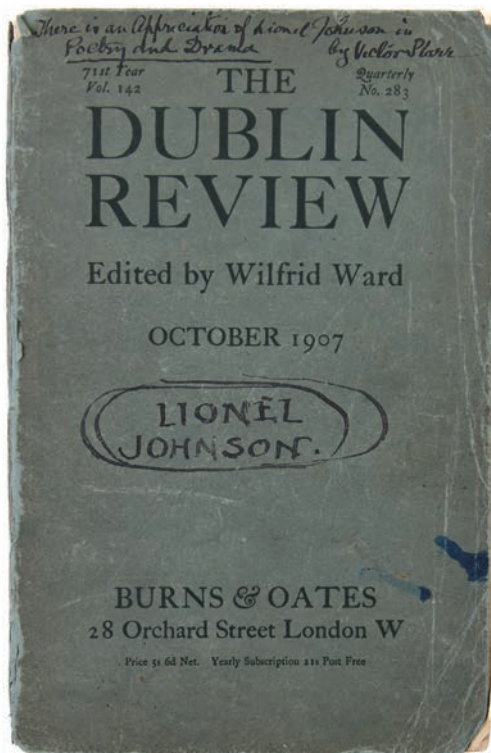 There is an Appreciation of Lionel Johnson in
Poetry and Drama by Victor Plarr
71st Year THE Quarterly
Vol. 142 No. 283
DUBLIN
REVIEW
Edited by Wilfrid Ward
OCTOBER 1907
LIONEL
JOHNSON.
BURNS & OATES
28 Orchard Street London W
Price 5s 6d Net. Yearly Subscription 21s Post Free